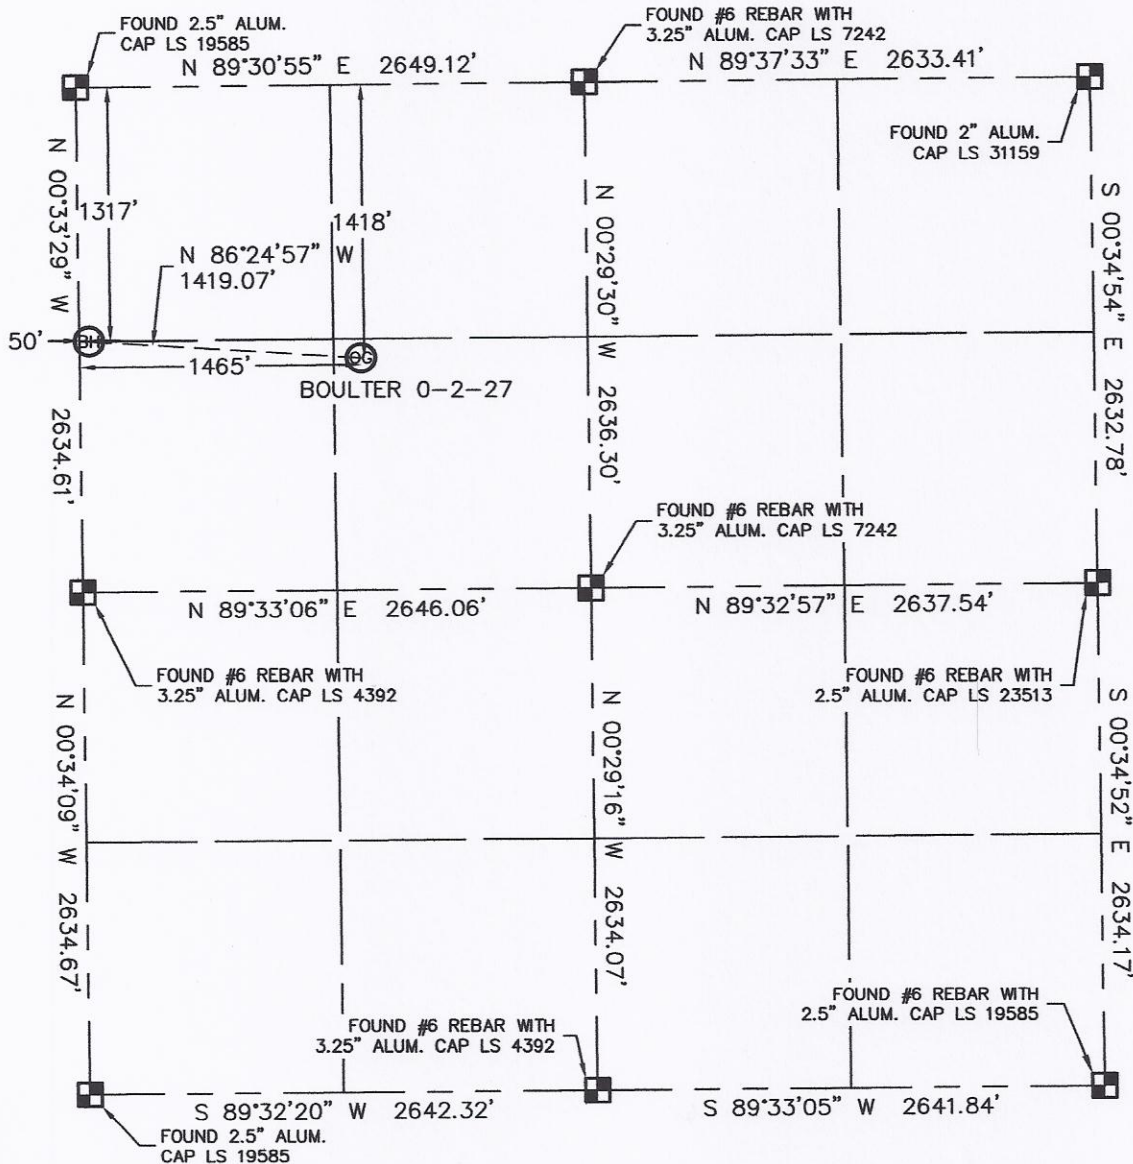 FOUND 2.5" ALUM.
CAP LS 19585
FOUND #6 REBAR WITH
3.25" ALUM. CAP LS 7242
N 89°30'55" E 2649.12'
N 89°37'33" E 2633.41'
FOUND 2" ALUM.
CAP LS 31159
N 00°33'29" W 2634.61'
1317'
1418'
N 86°24'57" W
1419.07'
N 00°29'30" W 2636.30'
S 00°34'54" E 2632.78'
50'
BH
OG
1465'
BOULTER 0-2-27
FOUND #6 REBAR WITH
3.25" ALUM. CAP LS 7242
N 89°33'06" E 2646.06'
N 89°32'57" E 2637.54'
FOUND #6 REBAR WITH
3.25" ALUM. CAP LS 4392
FOUND #6 REBAR WITH
2.5" ALUM. CAP LS 23513
N 00°34'09" W 2634.67'
N 00°29'16" W 2634.07'
S 00°34'52" E 2634.17'
FOUND #6 REBAR WITH
3.25" ALUM. CAP LS 4392
FOUND #6 REBAR WITH
2.5" ALUM. CAP LS 19585
S 89°32'20" W 2642.32'
S 89°33'05" W 2641.84'
FOUND 2.5" ALUM.
CAP LS 19585